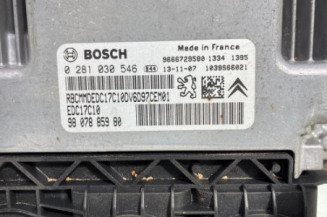 BOSCH
Made in France
0 281 030 546
9666729580 1334 1395
13-11-07 1039S66021
RBCMMDEDC17C10DV6D97CEM01
EDC17C10
98 078 859 80